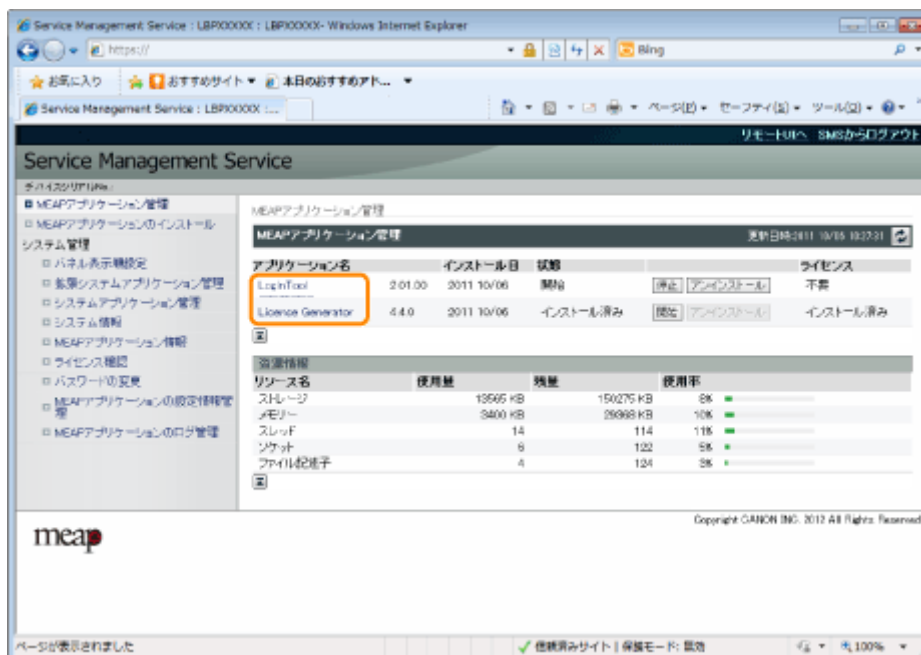 Service Management Service : LBPXXXXX : LBPXXXXX- Windows Internet Explorer
https://
Bing
お気に入り おすすめサイト 本日のおすすめアド...
Service Management Service : LBPXXXXX :...
ページ(P) セーフティ(S) ツール(O)
リモートUIへ SMSからログアウト
Service Management Service
デバイスシリアルNo.:
MEAPアプリケーション管理
MEAPアプリケーションのインストール
システム管理
パネル表示順設定
拡張システムアプリケーション管理
システムアプリケーション管理
システム情報
MEAPアプリケーション情報
ライセンス確認
パスワードの変更
MEAPアプリケーションの設定情報管理
MEAPアプリケーションのログ管理
MEAPアプリケーション管理
MEAPアプリケーション管理 更新日時:2011 10/06 10:27:31
アプリケーション名 インストール日 状態 ライセンス
LoginTool 2.01.00 2011 10/06 開始 停止 アンインストール 不要
Licence Generator 4.4.0 2011 10/06 インストール済み 開始 アンインストール インストール済み
資源情報
リソース名 使用量 残量 使用率
ストレージ 13565 KB 150275 KB 8%
メモリー 3400 KB 29368 KB 10%
スレッド 14 114 11%
ソケット 6 122 5%
ファイル記述子 4 124 3%
Copyright CANON INC. 2012 All Rights Reserved
meap
ページが表示されました 信頼済みサイト | 保護モード: 無効 100%